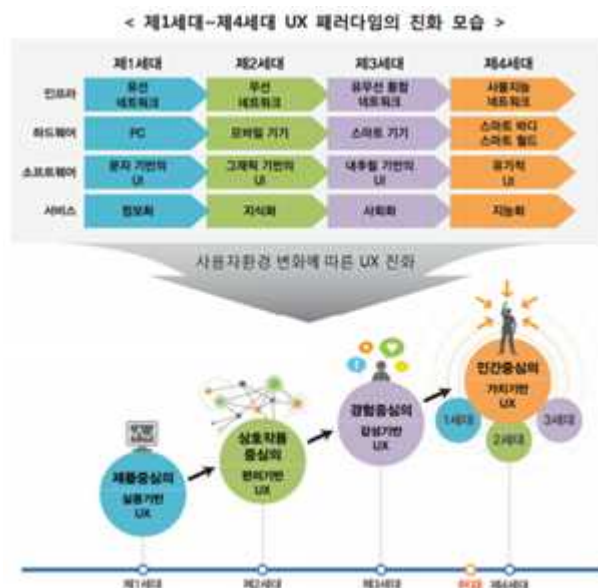 < 제1세대~제4세대 UX 패러다임의 진화 모습 >
제1세대 제2세대 제3세대 제4세대
인프라
유선
네트워크
무선
네트워크
유무선 통합
네트워크
사물지능
네트워크
하드웨어
PC
모바일 기기
스마트 기기
스마트 바디
스마트 월드
소프트웨어
문자 기반의
UI
그래픽 기반의
UI
내추럴 기반의
UI
유기적
UI
서비스
정보화
지식화
사회화
지능화
사용자환경 변화에 따른 UX 진화
제품중심의
실용기반
UX
상호작용
중심의
편의기반
UX
경험중심의
감성기반
UX
인간중심의
가치기반
UX
1세대
2세대
3세대
제1세대 제2세대 제3세대 현재 제4세대